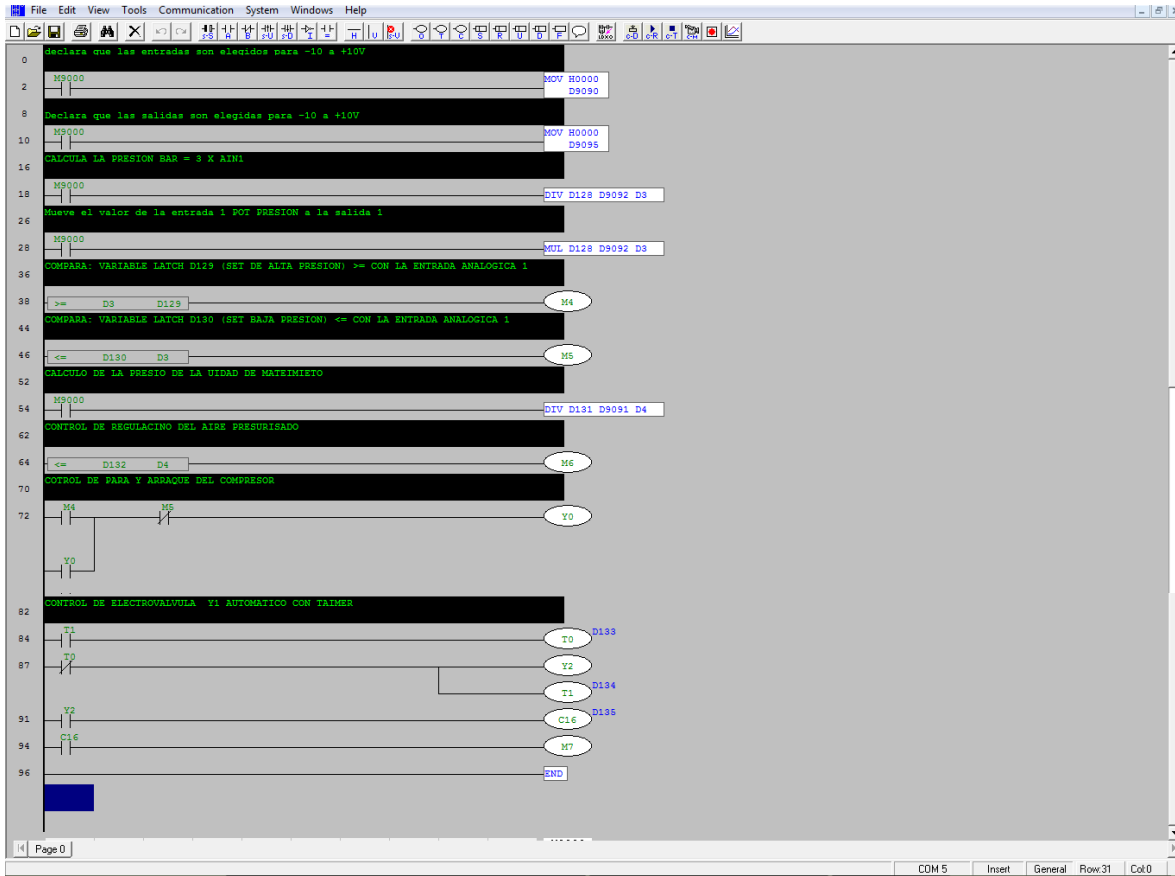 File Edit View Tools Communication System Windows Help
declara que las entradas son elegidos para -10 a +10V
0
M9000
2
MOV H0000
D9090
8 Declara que las salidas son elegidas para -10 a +10V
M9000
10
MOV H0000
D9095
CALCULA LA PRESION BAR = 3 X AIN1
16
M9000
18
DIV D128 D9092 D3
Mueve el valor de la entrada 1 POT PRESION a la salida 1
26
M9000
28
MUL D128 D9092 D3
COMPARA: VARIABLE LATCH D129 (SET DE ALTA PRESION) >= CON LA ENTRADA ANALOGICA 1
36
38 >= D3 D129 M4
COMPARA: VARIABLE LATCH D130 (SET BAJA PRESION) <= CON LA ENTRADA ANALOGICA 1
44
46 <= D130 D3 M5
CALCULO DE LA PRESIO DE LA UIDAD DE MATEIMIETO
52
M9000
54
DIV D131 D9091 D4
CONTROL DE REGULACINO DEL AIRE PRESURISADO
62
64 <= D132 D4 M6
COTROL DE PARA Y ARRAQUE DEL COMPRESOR
70
M4 M5
72 Y0
Y0
CONTROL DE ELECTROVALVULA Y1 AUTOMATICO CON TAIMER
82
T1 D133
84 T0
T0
87 Y2
D134
T1
Y2 D135
91 C16
C16
94 M7
96 END
Page 0
COM 5 Insert General Row:31 Col:0